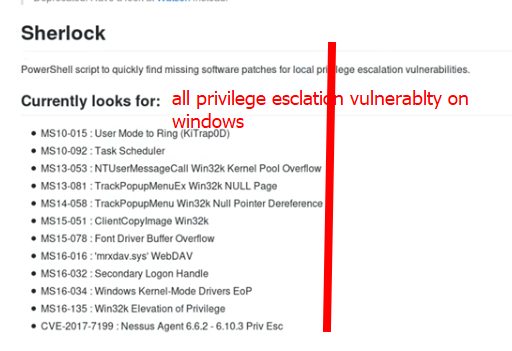 Deprecated: Have a look at Watson instead.
Sherlock
PowerShell script to quickly find missing software patches for local privilege escalation vulnerabilities.
Currently looks for:
all privilege esclation vulnerablty on
windows
MS10-015 : User Mode to Ring (KiTrap0D)
MS10-092 : Task Scheduler
MS13-053 : NTUserMessageCall Win32k Kernel Pool Overflow
MS13-081 : TrackPopupMenuEx Win32k NULL Page
MS14-058 : TrackPopupMenu Win32k Null Pointer Dereference
MS15-051 : ClientCopyImage Win32k
MS15-078 : Font Driver Buffer Overflow
MS16-016 : 'mrxdav.sys' WebDAV
MS16-032 : Secondary Logon Handle
MS16-034 : Windows Kernel-Mode Drivers EoP
MS16-135 : Win32k Elevation of Privilege
CVE-2017-7199 : Nessus Agent 6.6.2 - 6.10.3 Priv Esc